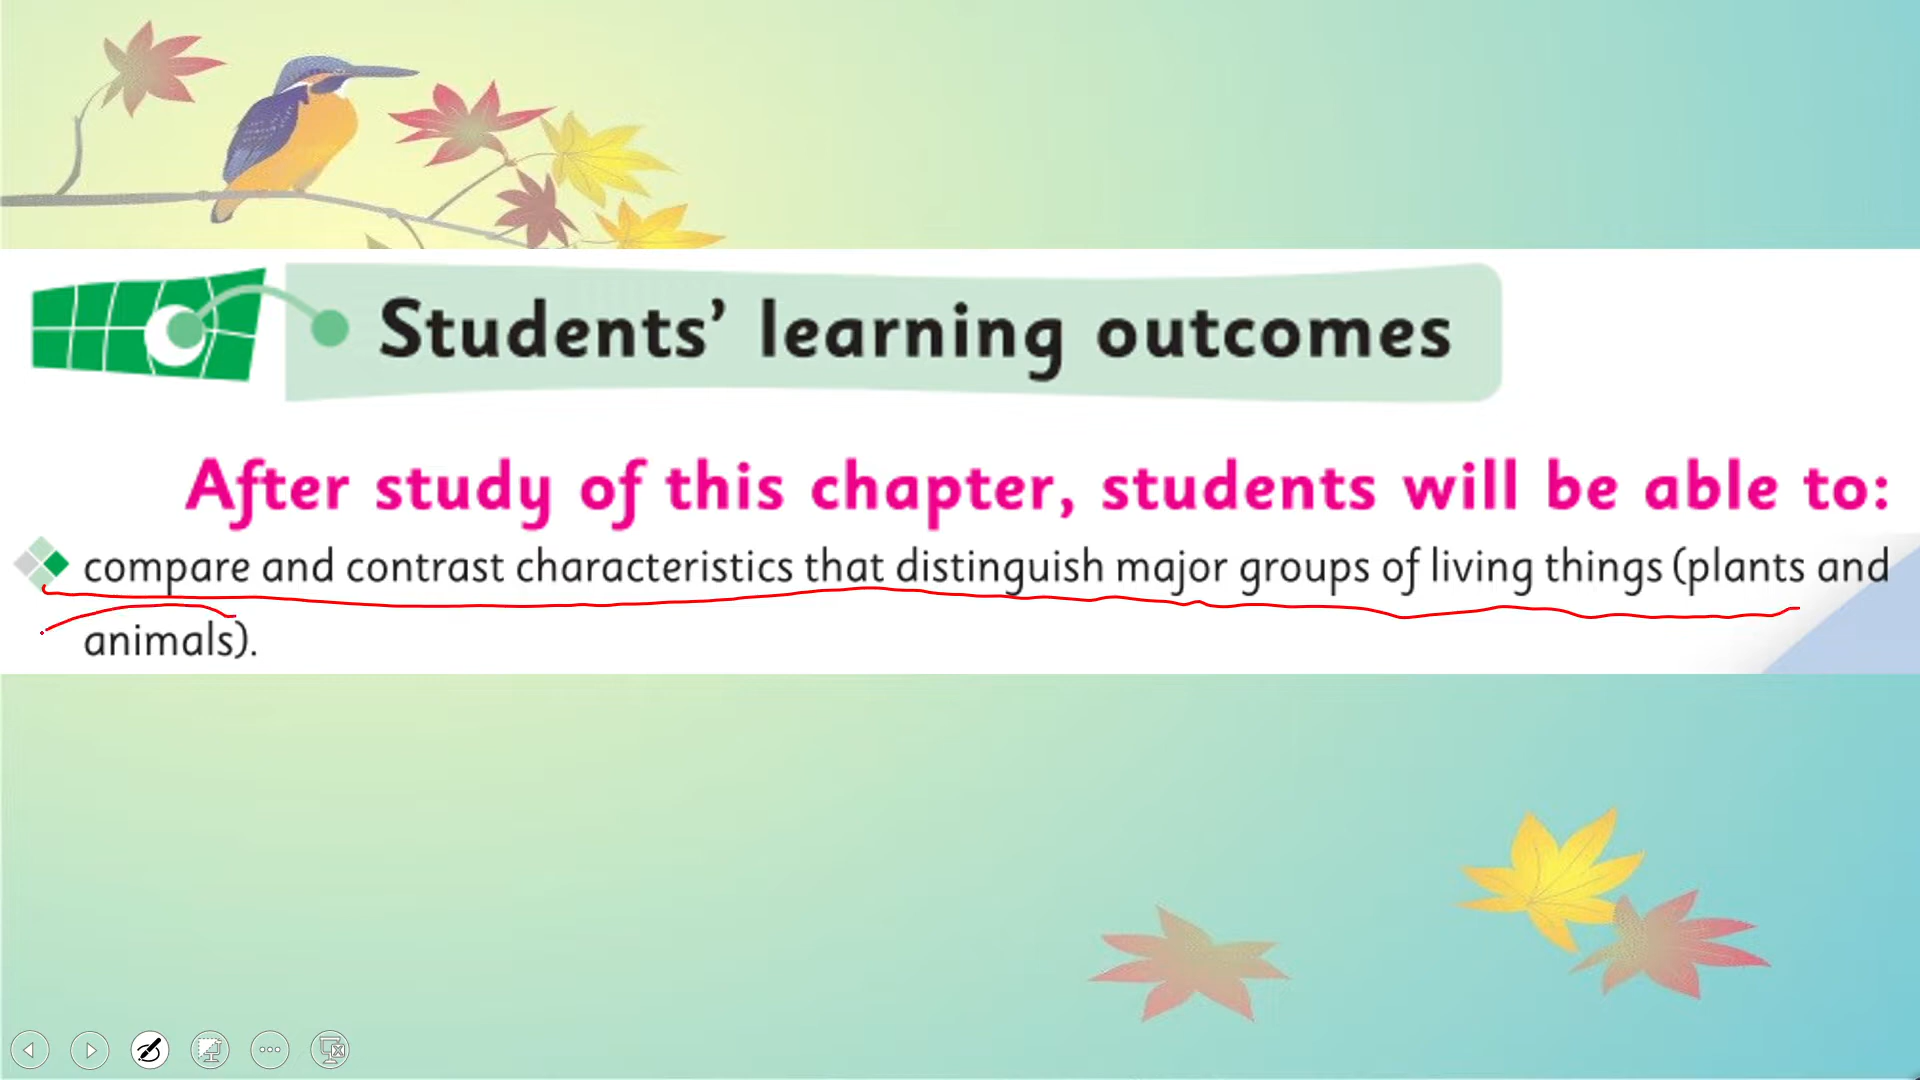 Students’ learning outcomes
After study of this chapter, students will be able to:
compare and contrast characteristics that distinguish major groups of living things (plants and
animals).